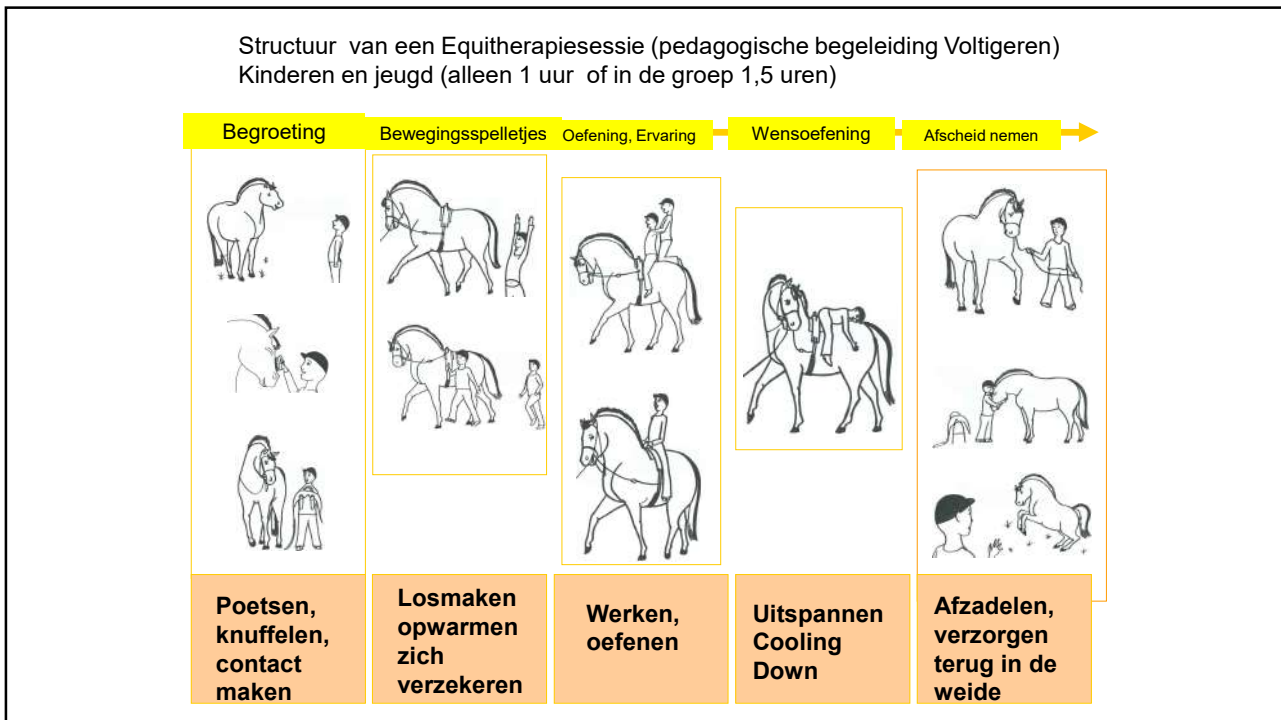 Structuur van een Equitherapiesessie (pedagogische begeleiding Voltigeren)
Kinderen en jeugd (alleen 1 uur of in de groep 1,5 uren)
Begroeting
Bewegingsspelletjes
Oefening, Ervaring
Wensoefening
Afscheid nemen
Poetsen,
knuffelen,
contact
maken
Losmaken
opwarmen
zich
verzekeren
Werken,
oefenen
Uitspannen
Cooling
Down
Afzadelen,
verzorgen
terug in de
weide